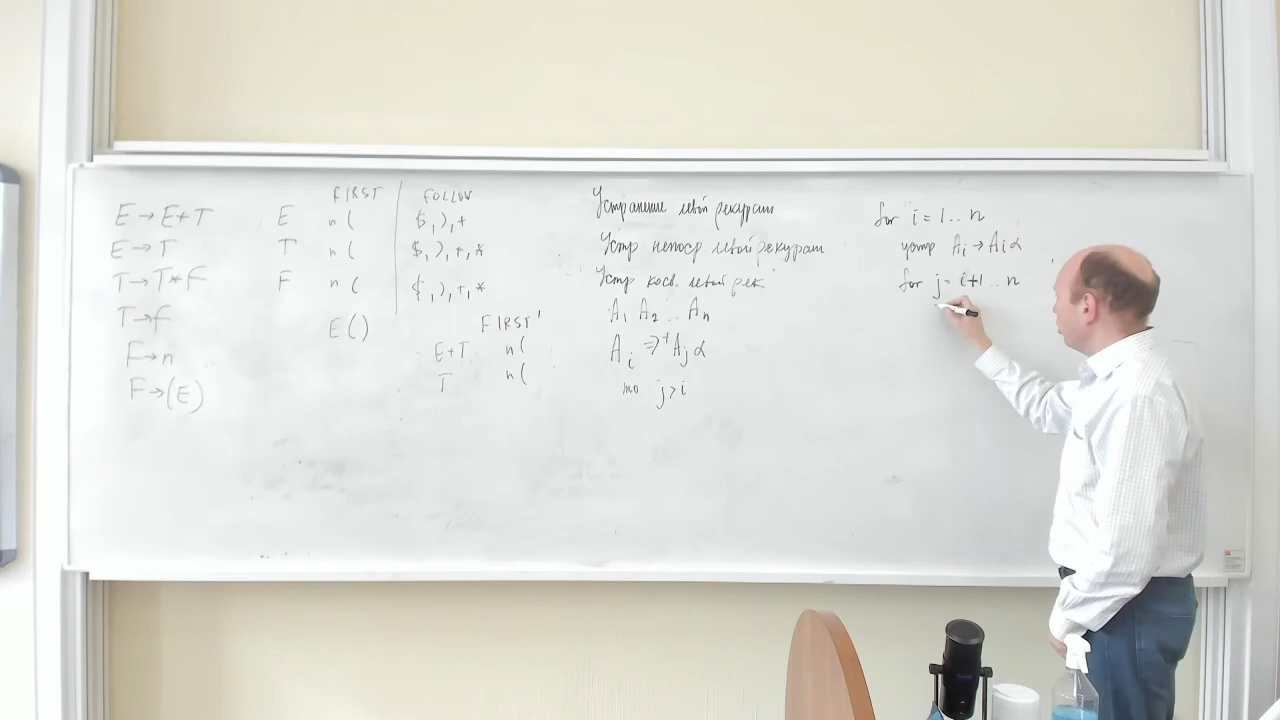 E → E+T
E → T
T → T*F
T → F
F → n
F → (E)
FIRST FOLLOW
E n ( $,),+
T n ( $,),+,*
F n ( $,),+,*
E()
FIRST'
E+T n (
T n (
Устранение левой рекурсии
Устр непоср левой рекурсии
Устр косв. левой рек
A₁ A₂ .. Aₙ
Aᵢ ⇒⁺ Aⱼ α
то j > i
for i = 1 .. n
устр Aᵢ → Aᵢ α
for j = i+1 .. n